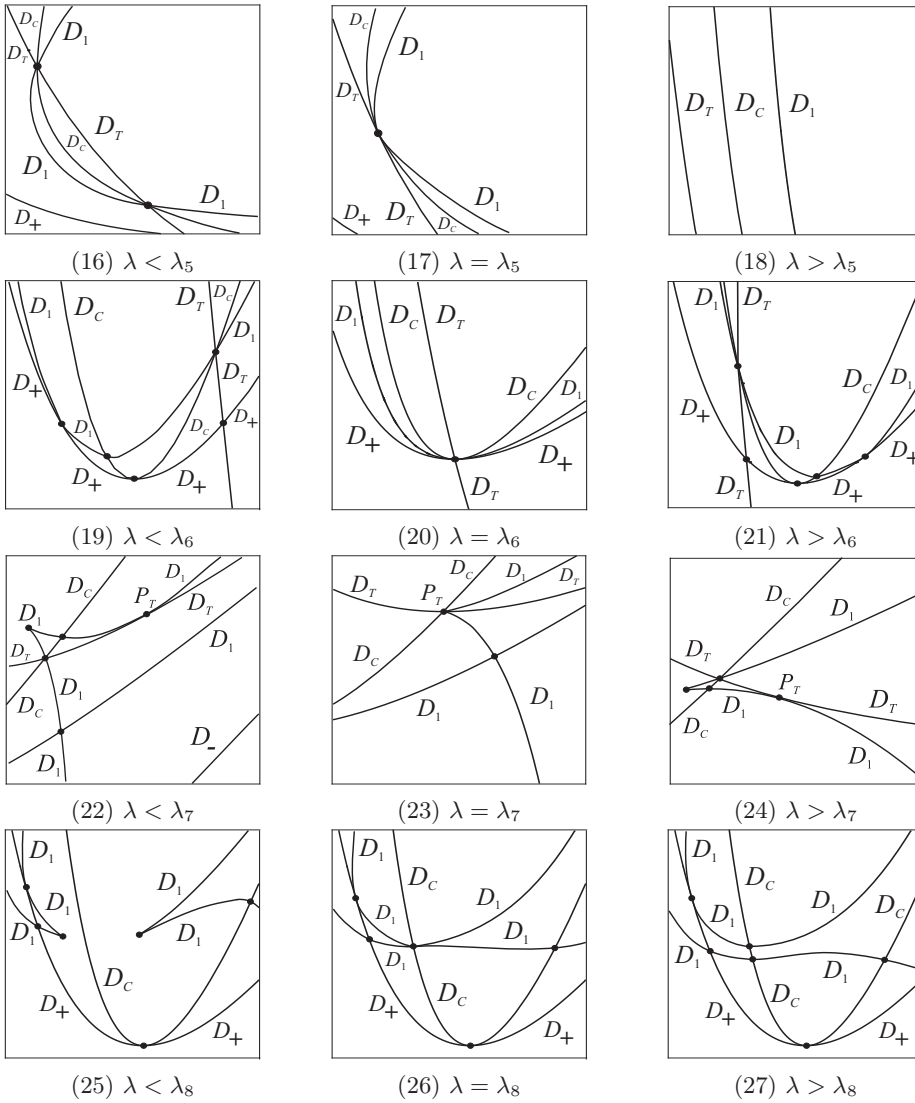 D_C D_1
D_T
D_T
D_C
D_1
D_1
D_+
(16) λ < λ_5
D_C
D_1
D_T
D_+ D_T D_C D_1
(17) λ = λ_5
D_T D_C D_1
(18) λ > λ_5
D_1 D_C D_T D_C
D_1
D_T
D_+ D_1 D_C D_+
D_+ D_+
(19) λ < λ_6
D_1 D_C D_T
D_C D_1
D_+ D_+
D_T
(20) λ = λ_6
D_1 D_T
D_C D_1
D_+ D_1 D_+
D_T D_+
(21) λ > λ_6
D_C D_1
D_1 P_T D_T
D_T D_1 D_1
D_C
D_1 D_-
(22) λ < λ_7
D_C D_1 D_T
D_T P_T
D_C
D_1 D_1
(23) λ = λ_7
D_C
D_1
D_T P_T
D_C D_1 D_T
D_1
(24) λ > λ_7
D_1
D_1 D_1
D_1 D_1
D_C
D_+ D_+
(25) λ < λ_8
D_1 D_C D_1
D_1
D_1 D_1
D_C
D_+ D_+
(26) λ = λ_8
D_1 D_C
D_1 D_1 D_C
D_1 D_1
D_C
D_+ D_+
(27) λ > λ_8